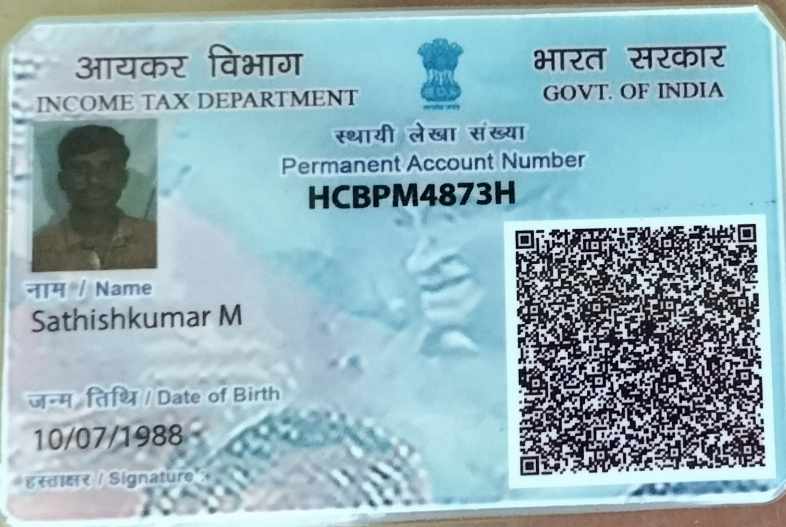 आयकर विभाग
INCOME TAX DEPARTMENT
भारत सरकार
GOVT. OF INDIA
स्थायी लेखा संख्या
Permanent Account Number
HCBPM4873H
नाम / Name
Sathishkumar M
जन्म तिथि / Date of Birth
10/07/1988
हस्ताक्षर / Signature